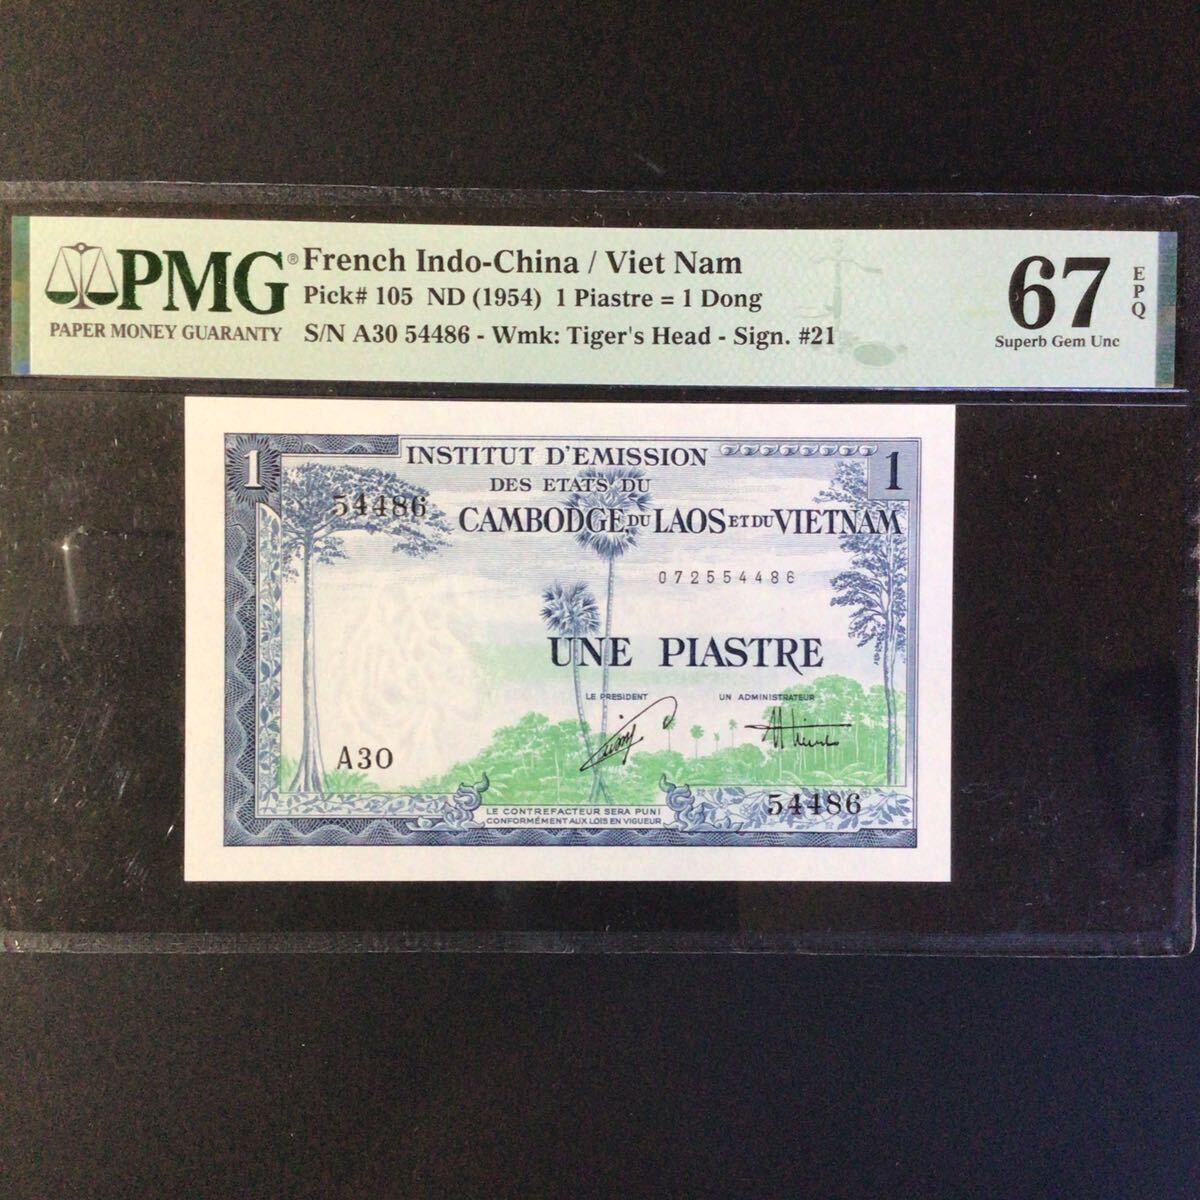 PMG®
PAPER MONEY GUARANTY
French Indo-China / Viet Nam
Pick# 105 ND (1954) 1 Piastre = 1 Dong
S/N A30 54486 - Wmk: Tiger's Head - Sign. #21
67
EPQ
Superb Gem Unc
1
INSTITUT D'EMISSION
1
DES ETATS DU
54486
CAMBODGE, DU LAOS ET DU VIETNAM
072554486
UNE PIASTRE
LE PRESIDENT
UN ADMINISTRATEUR
A30
54486
LE CONTREFACTEUR SERA PUNI
CONFORMÉMENT AUX LOIS EN VIGUEUR